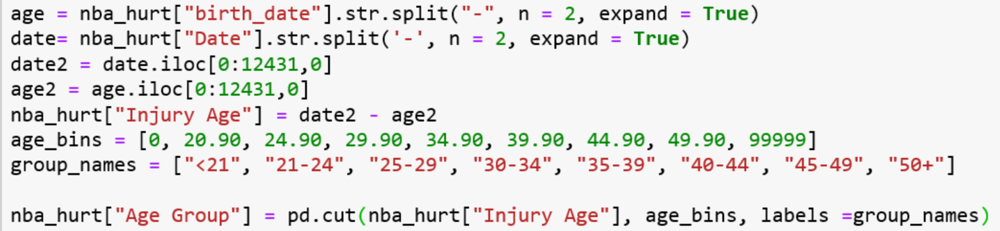 age = nba_hurt["birth_date"].str.split("-", n = 2, expand = True)
date= nba_hurt["Date"].str.split('-', n = 2, expand = True)
date2 = date.iloc[0:12431,0]
age2 = age.iloc[0:12431,0]
nba_hurt["Injury Age"] = date2 - age2
age_bins = [0, 20.90, 24.90, 29.90, 34.90, 39.90, 44.90, 49.90, 99999]
group_names = ["<21", "21-24", "25-29", "30-34", "35-39", "40-44", "45-49", "50+"]
nba_hurt["Age Group"] = pd.cut(nba_hurt["Injury Age"], age_bins, labels =group_names)